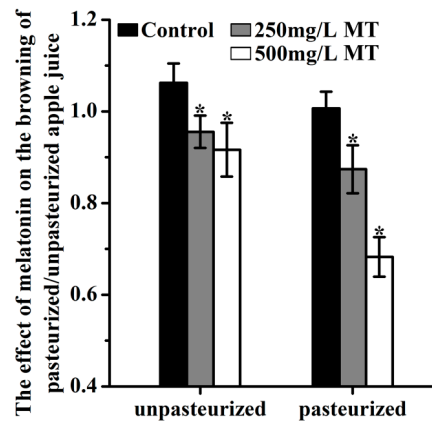 The effect of melatonin on the browning of
pasteurized/unpasteurized apple juice
Control
250mg/L MT
500mg/L MT
1.2
1.0
0.8
0.6
0.4
* *
* *
unpasteurized
pasteurized